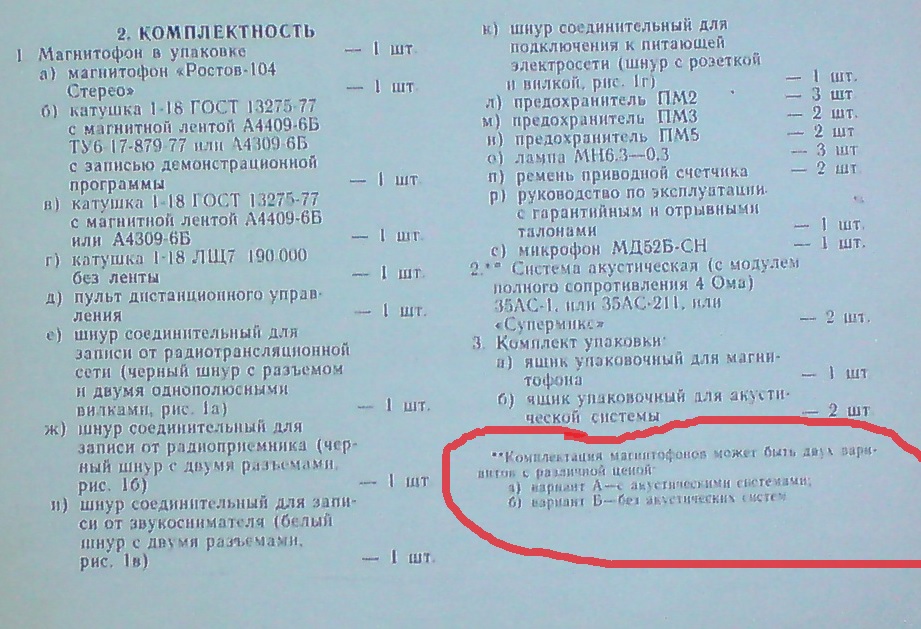 2. КОМПЛЕКТНОСТЬ
1 Магнитофон в упаковке — 1 шт.
а) магнитофон «Ростов-104
Стерео» — 1 шт.
б) катушка 1-18 ГОСТ 13275-77
с магнитной лентой А4409-6Б
ТУ6 17-879-77 или А4309-6Б
с записью демонстрационной
программы — 1 шт.
в) катушка 1-18 ГОСТ 13275-77
с магнитной лентой А4409-6Б
или А4309-6Б — 1 шт.
г) катушка 1-18 ЛЩ7 190.000
без ленты — 1 шт.
д) пульт дистанционного управ-
ления — 1 шт.
е) шнур соединительный для
записи от радиотрансляционной
сети (черный шнур с разъемом
и двумя однополюсными
вилками, рис. 1а) — 1 шт.
ж) шнур соединительный для
записи от радиоприемника (чер-
ный шнур с двумя разъемами,
рис. 1б) — 1 шт.
и) шнур соединительный для запи-
си от звукоснимателя (белый
шнур с двумя разъемами,
рис. 1в) — 1 шт.
к) шнур соединительный для
подключения к питающей
электросети (шнур с розеткой
и вилкой, рис. 1г) — 1 шт.
л) предохранитель ПМ2 — 3 шт
м) предохранитель ПМ3 — 2 шт.
н) предохранитель ПМ5 — 2 шт
о) лампа МН6,3—0,3 — 3 шт
п) ремень приводной счетчика — 2 шт.
р) руководство по эксплуатации
с гарантийным и отрывными
талонами — 1 шт.
с) микрофон МД52Б-СН — 1 шт.
2.** Система акустическая (с модулем
полного сопротивления 4 Ома)
35АС-1, или 35АС-211, или
«Супермикс» — 2 шт.
3. Комплект упаковки:
а) ящик упаковочный для магни-
тофона — 1 шт
б) ящик упаковочный для акусти-
ческой системы — 2 шт
**Комплектация магнитофонов может быть двух вари-
антов с различной ценой:
а) вариант А—с акустическими системами;
б) вариант Б—без акустических систем